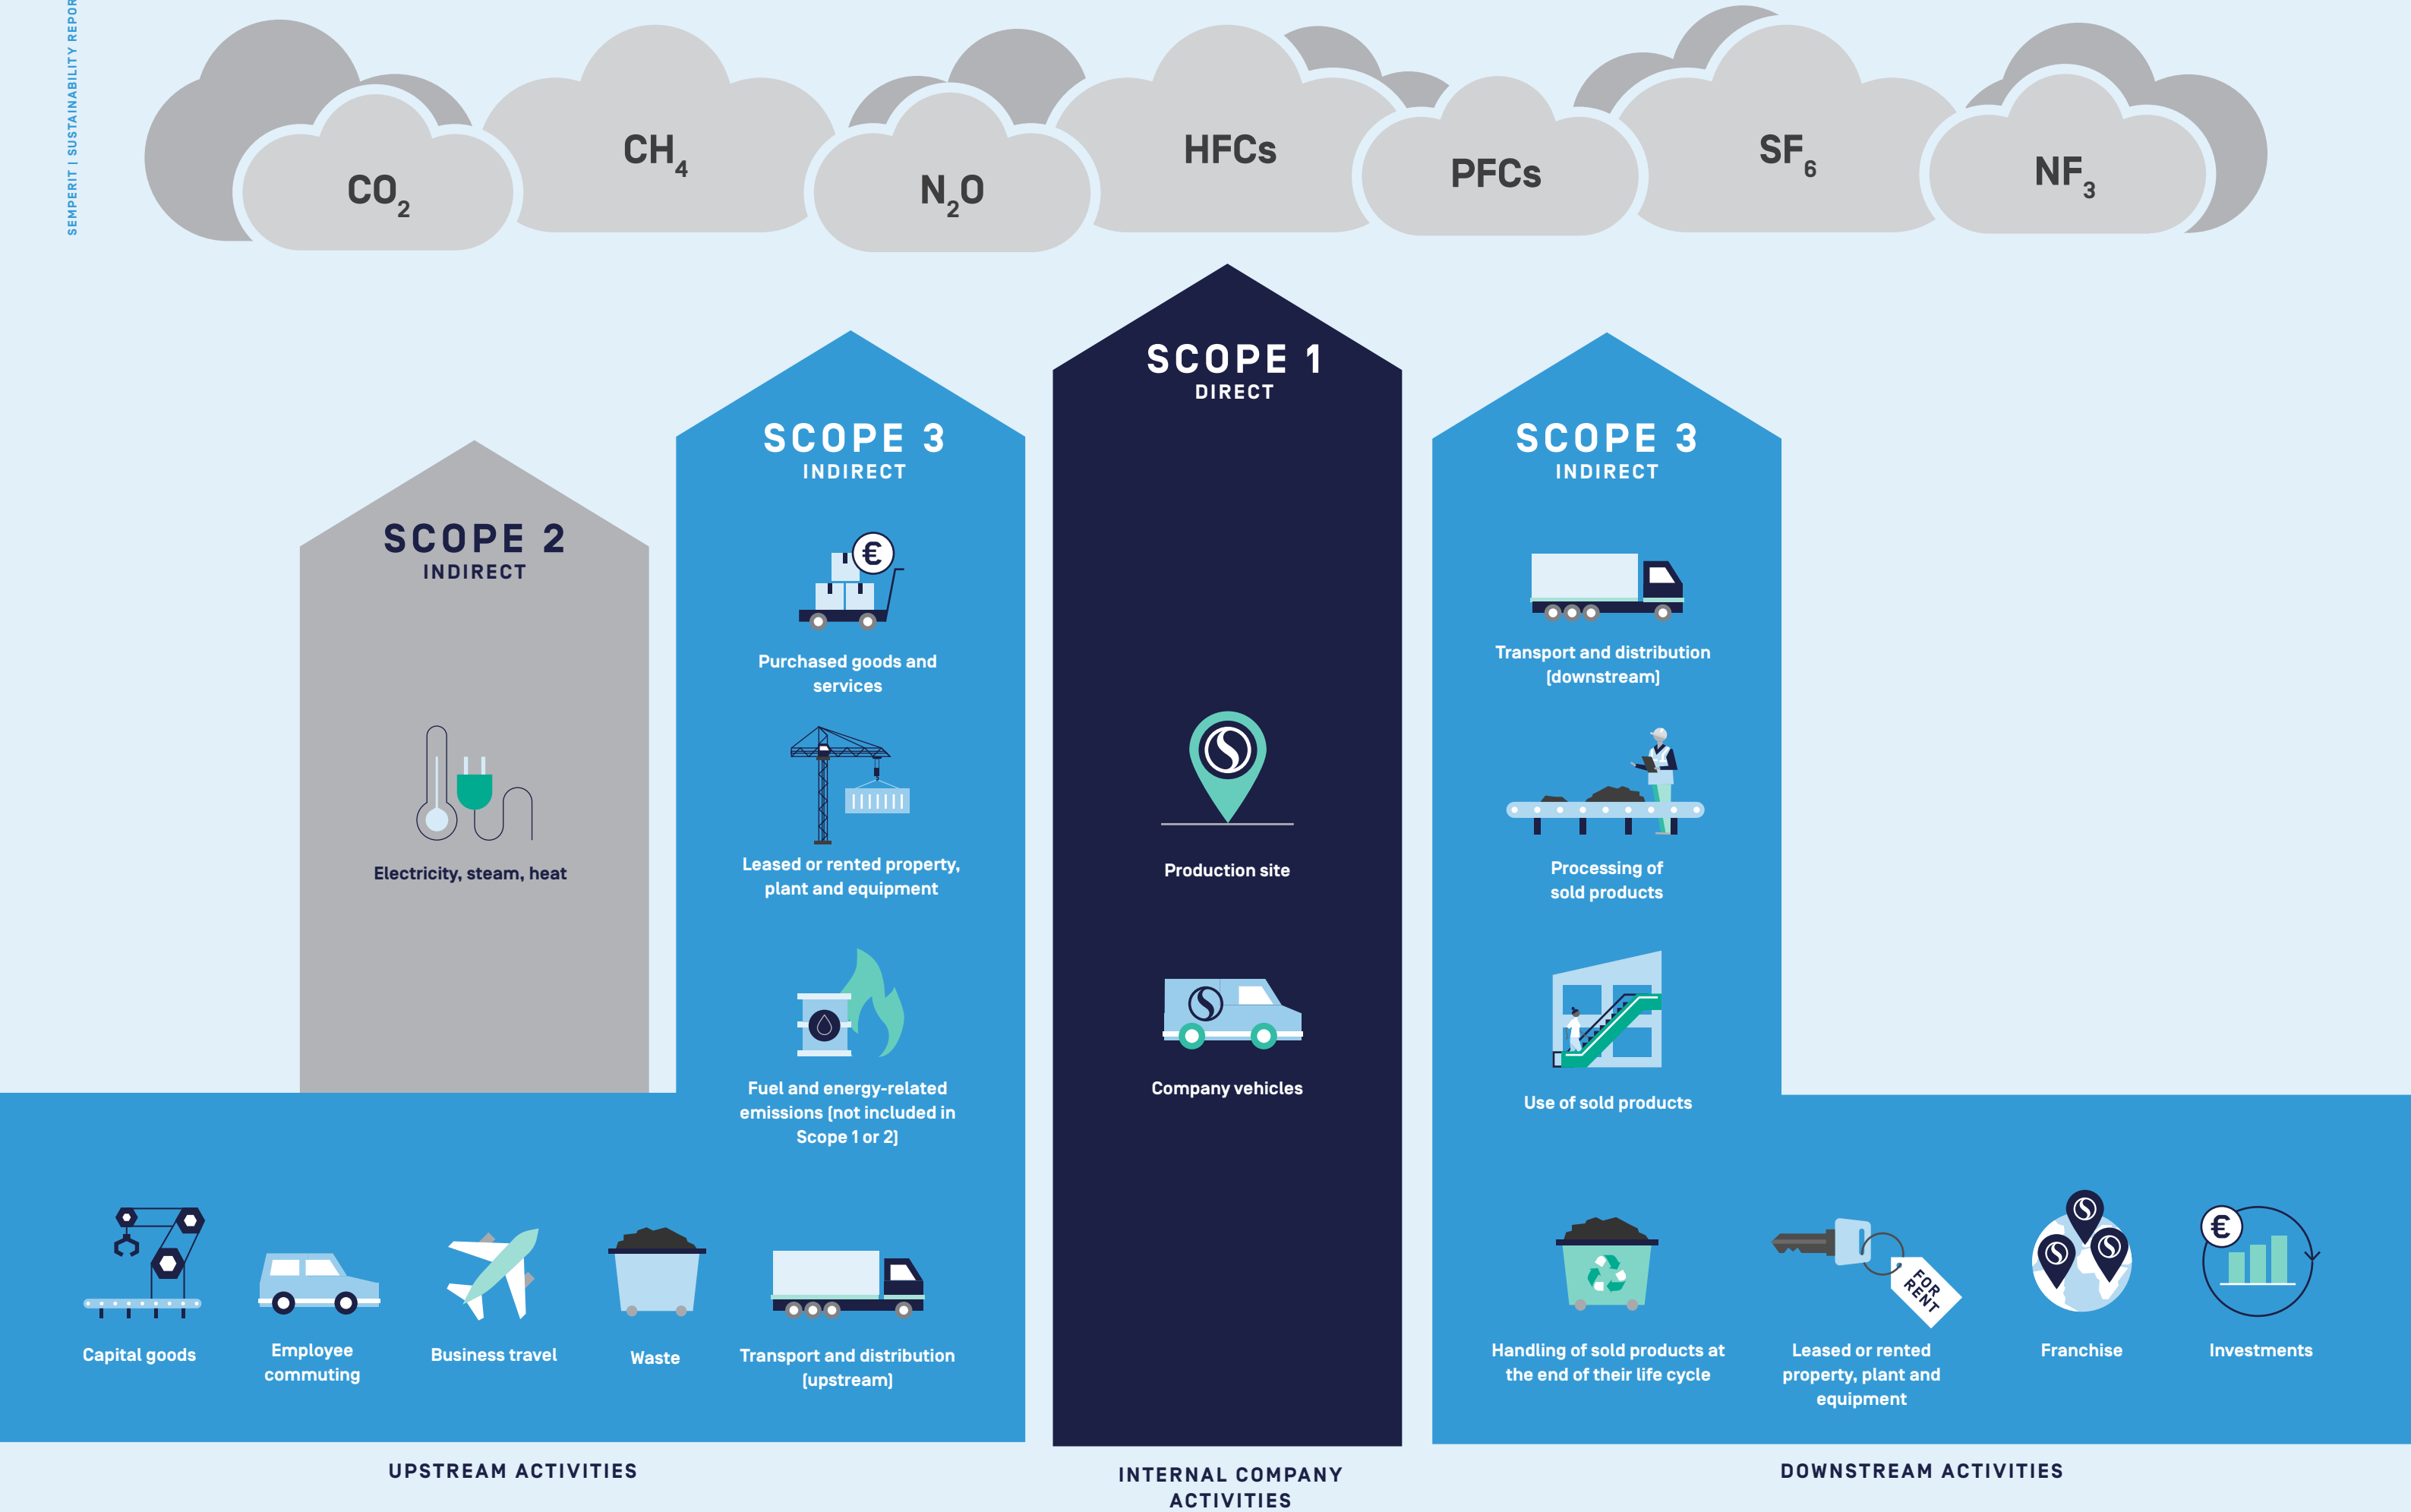 SEMPERIT | SUSTAINABILITY REPOR
CO2
CH4
N2O
HFCs
PFCs
SF6
NF3
SCOPE 2
INDIRECT
Electricity, steam, heat
SCOPE 3
INDIRECT
€
Purchased goods and
services
Leased or rented property,
plant and equipment
Fuel and energy-related
emissions (not included in
Scope 1 or 2)
Capital goods
Employee
commuting
Business travel
Waste
Transport and distribution
(upstream)
SCOPE 1
DIRECT
Production site
Company vehicles
SCOPE 3
INDIRECT
Transport and distribution
(downstream)
Processing of
sold products
Use of sold products
Handling of sold products at
the end of their life cycle
FOR
RENT
Leased or rented
property, plant and
equipment
Franchise
€
Investments
UPSTREAM ACTIVITIES
INTERNAL COMPANY
ACTIVITIES
DOWNSTREAM ACTIVITIES